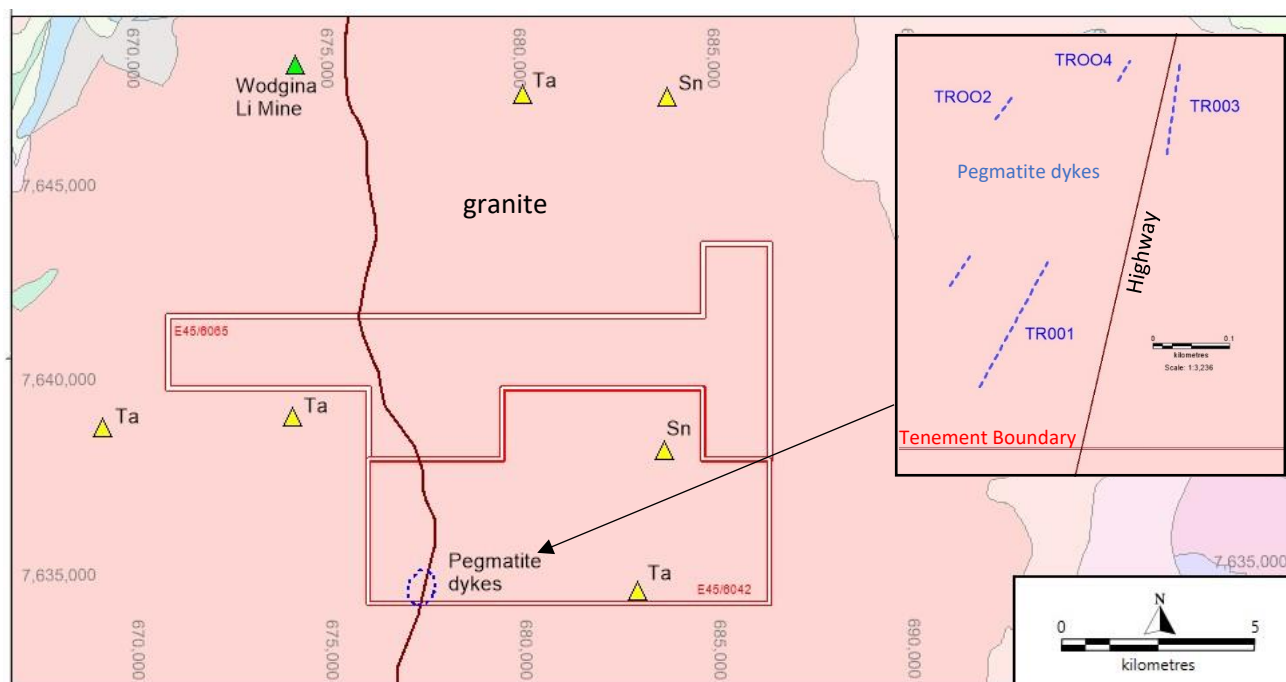 670,000
675,000
680,000
685,000
Wodgina
Li Mine
Ta
Sn
7,645,000
granite
E45/6065
7,640,000
Ta
Ta
Sn
7,635,000
Pegmatite
dykes
Ta
E45/6042
670,000
675,000
680,000
685,000
690,000
TROO4
TROO2
TR003
Pegmatite dykes
Highway
TR001
0 0.1
kilometres
Scale: 1:3,236
Tenement Boundary
7,635,000
N
0 5
kilometres